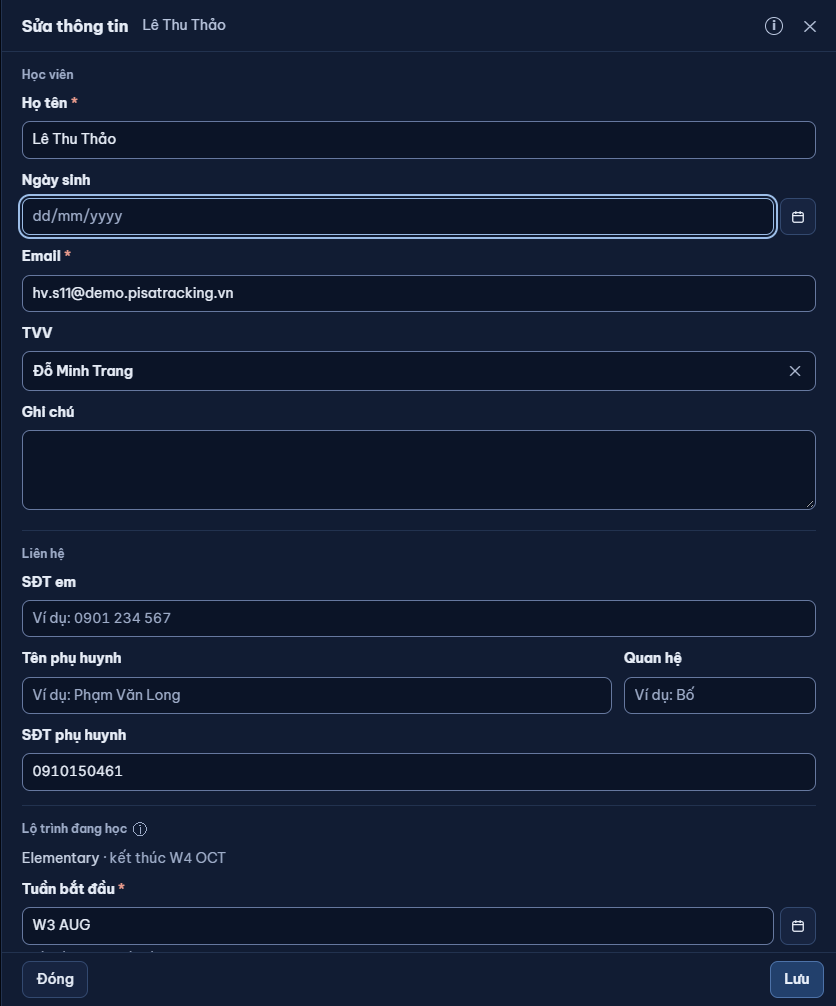 Sửa thông tin Lê Thu Thảo
Học viên
Họ tên *
Lê Thu Thảo
Ngày sinh
dd/mm/yyyy
Email *
hv.s11@demo.pisatracking.vn
TVV
Đỗ Minh Trang
Ghi chú
Liên hệ
SĐT em
Ví dụ: 0901 234 567
Tên phụ huynh
Quan hệ
Ví dụ: Phạm Văn Long
Ví dụ: Bố
SĐT phụ huynh
0910150461
Lộ trình đang học
Elementary · kết thúc W4 OCT
Tuần bắt đầu *
W3 AUG
Đóng
Lưu